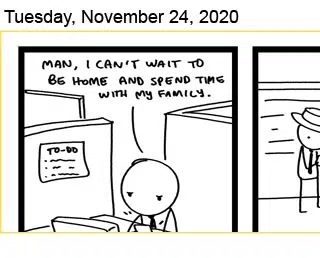 Tuesday, November 24, 2020
MAN, I CAN'T WAIT TO
BE HOME AND SPEND TIME
WITH MY FAMILY.
TO-DO